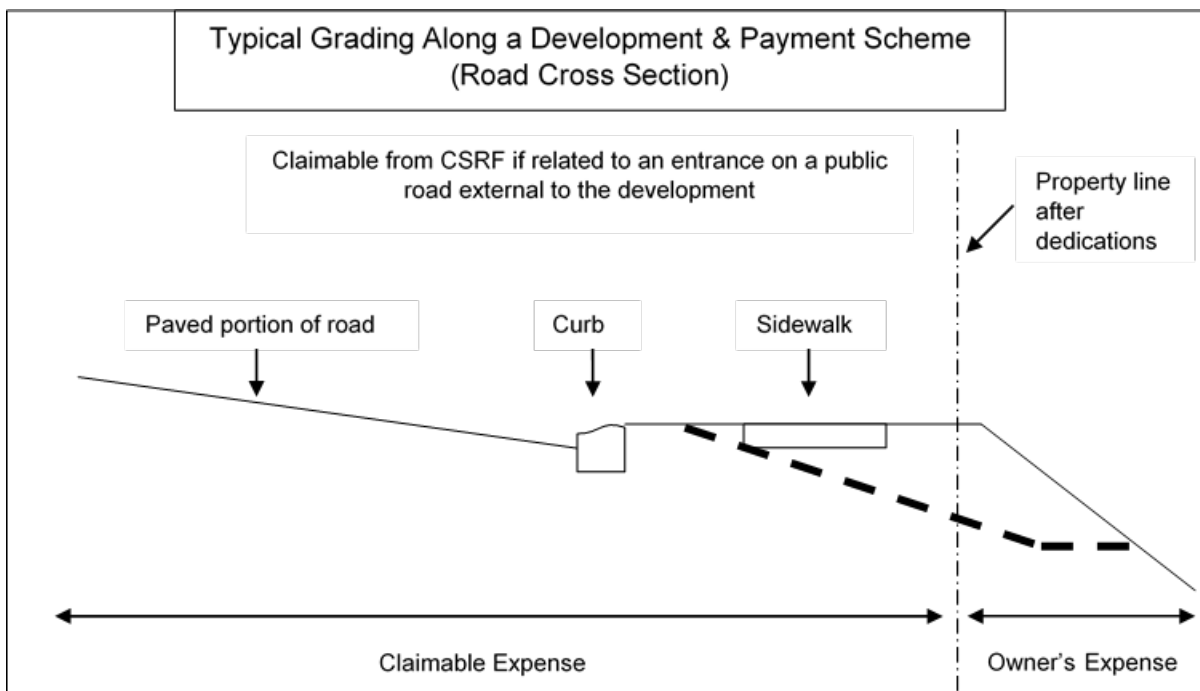 Typical Grading Along a Development & Payment Scheme
(Road Cross Section)
Claimable from CSRF if related to an entrance on a public
road external to the development
Property line
after
dedications
Paved portion of road
Curb
Sidewalk
Claimable Expense
Owner's Expense